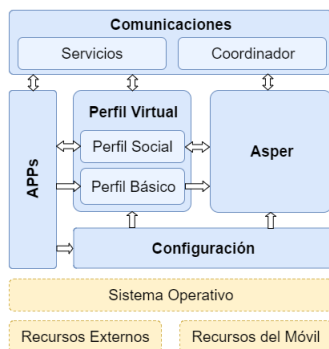 Comunicaciones
Servicios
Coordinador
APPs
Perfil Virtual
Perfil Social
Perfil Básico
Asper
Configuración
Sistema Operativo
Recursos Externos
Recursos del Móvil